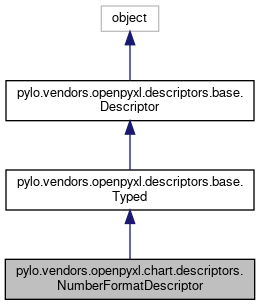 object
pylo.vendors.openpyxl.descriptors.base.
Descriptor
pylo.vendors.openpyxl.descriptors.base.
Typed
pylo.vendors.openpyxl.chart.descriptors.
NumberFormatDescriptor